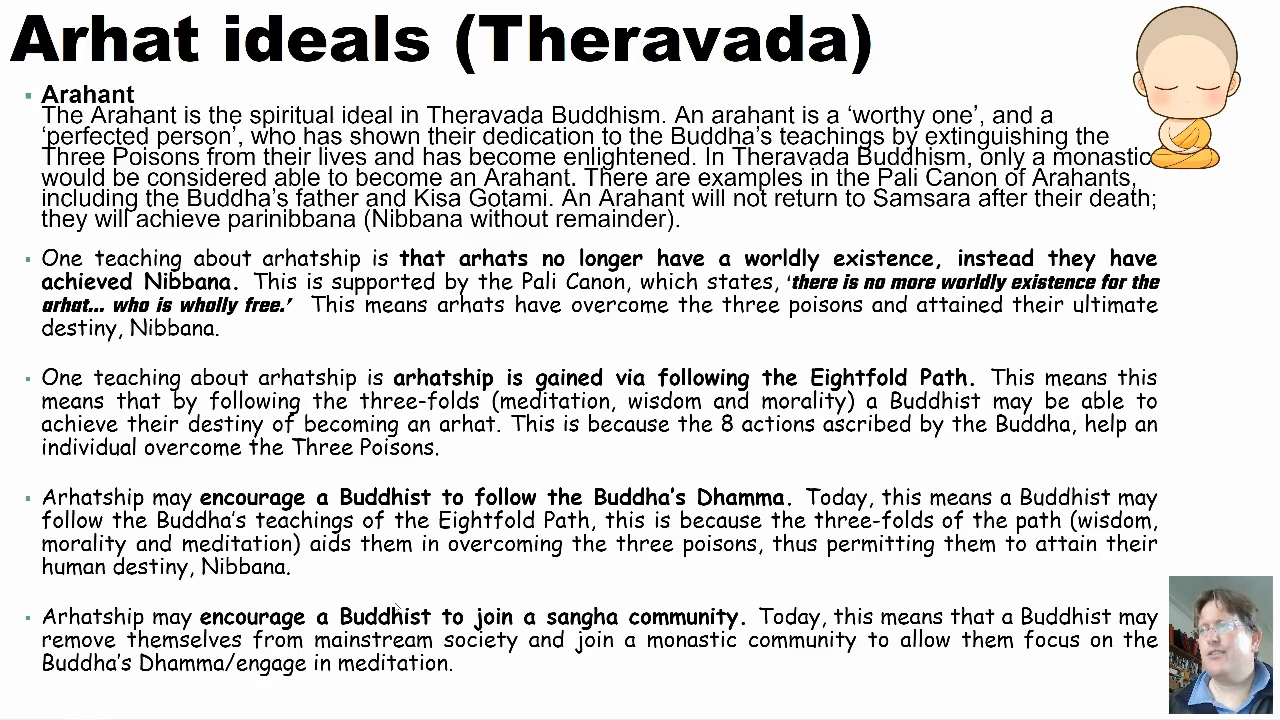 Arhat ideals (Theravada)
▪ Arahant
The Arahant is the spiritual ideal in Theravada Buddhism. An arahant is a ‘worthy one’, and a
‘perfected person’, who has shown their dedication to the Buddha’s teachings by extinguishing the
Three Poisons from their lives and has become enlightened. In Theravada Buddhism, only a monastic
would be considered able to become an Arahant. There are examples in the Pali Canon of Arahants,
including the Buddha’s father and Kisa Gotami. An Arahant will not return to Samsara after their death;
they will achieve parinibbana (Nibbana without remainder).
▪ One teaching about arhatship is that arhats no longer have a worldly existence, instead they have
achieved Nibbana. This is supported by the Pali Canon, which states, ‘there is no more worldly existence for the
arhat... who is wholly free.’ This means arhats have overcome the three poisons and attained their ultimate
destiny, Nibbana.
▪ One teaching about arhatship is arhatship is gained via following the Eightfold Path. This means this
means that by following the three-folds (meditation, wisdom and morality) a Buddhist may be able to
achieve their destiny of becoming an arhat. This is because the 8 actions ascribed by the Buddha, help an
individual overcome the Three Poisons.
▪ Arhatship may encourage a Buddhist to follow the Buddha’s Dhamma. Today, this means a Buddhist may
follow the Buddha’s teachings of the Eightfold Path, this is because the three-folds of the path (wisdom,
morality and meditation) aids them in overcoming the three poisons, thus permitting them to attain their
human destiny, Nibbana.
▪ Arhatship may encourage a Buddhist to join a sangha community. Today, this means that a Buddhist may
remove themselves from mainstream society and join a monastic community to allow them focus on the
Buddha’s Dhamma/engage in meditation.